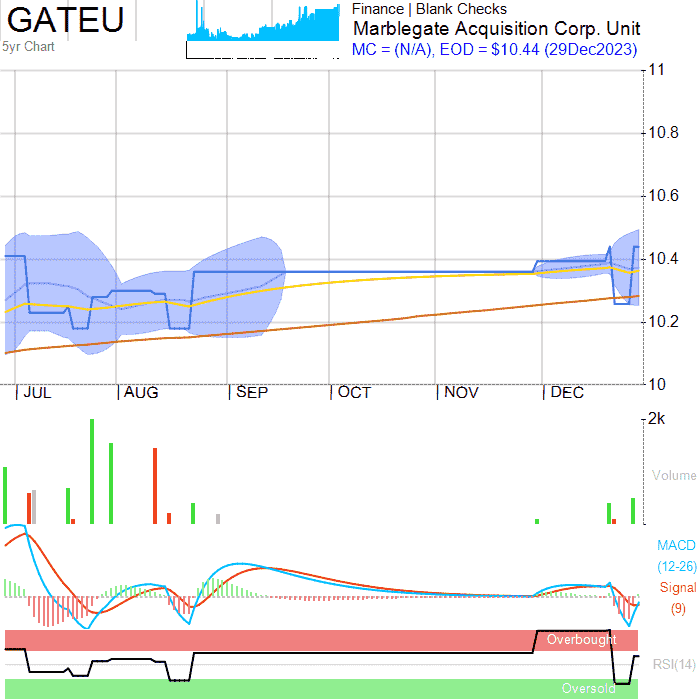 GATEU
5yr Chart
Finance | Blank Checks
Marblegate Acquisition Corp. Unit
MC = (N/A), EOD = $10.44 (29Dec2023)
11
10.8
10.6
10.4
10.2
10
JUL AUG SEP OCT NOV DEC
2k
Volume
MACD
(12-26)
Signal
(9)
Overbought
RSI(14)
Oversold